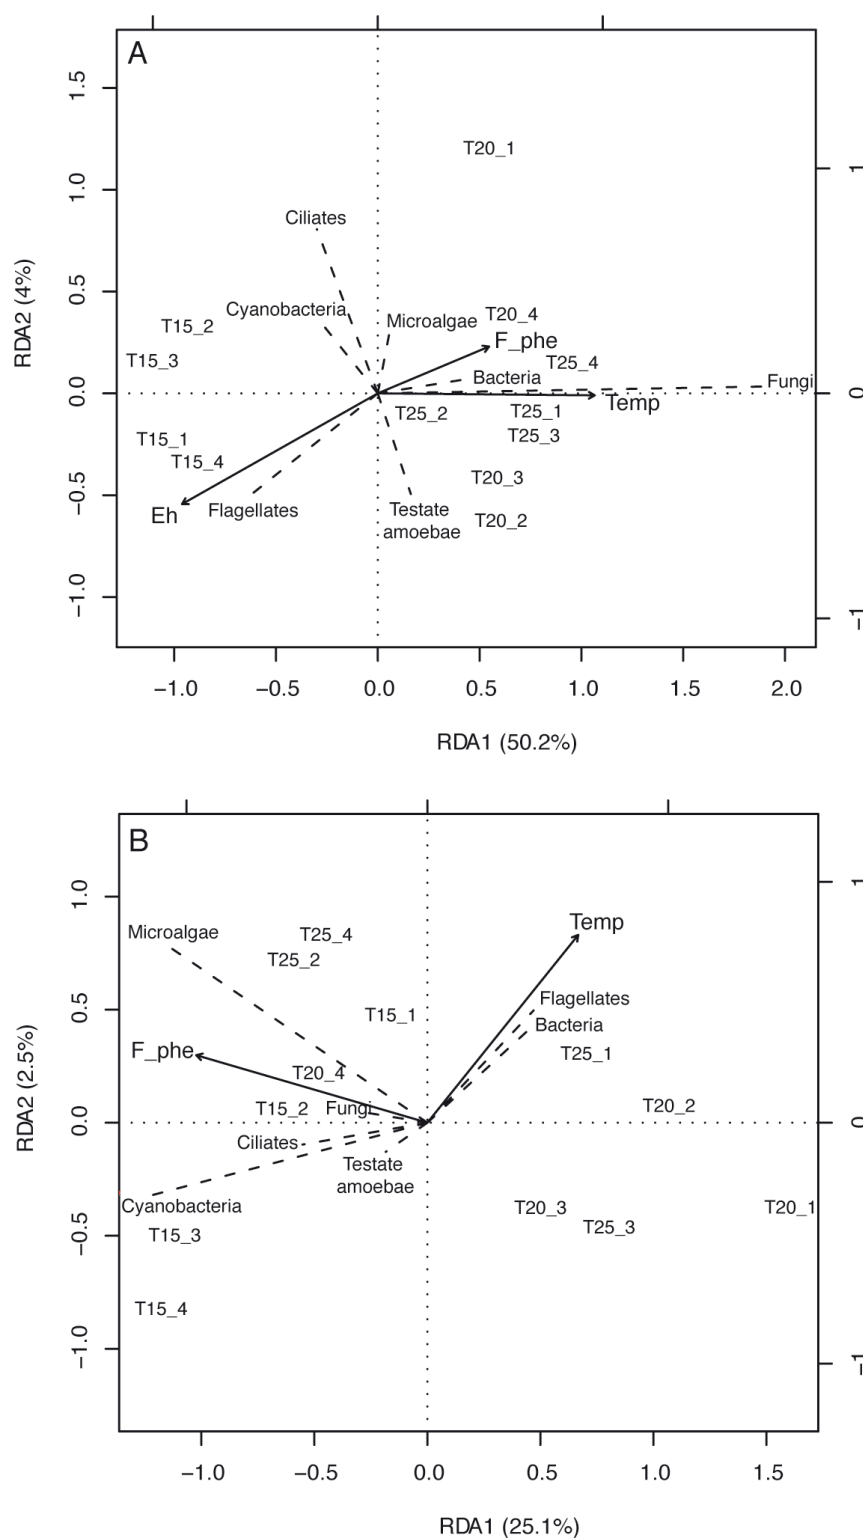 A
T20_1
1.5
1
1.0
Ciliates
RDA2 (4%)
0.5
Cyanobacteria
T15_2
Microalgae
T20_4
F_phe
T15_3
T25_4
Bacteria
Fungi
0.0
0
Temp
T25_2
T25_1
T15_1
T25_3
T15_4
T20_3
−0.5
Eh
Flagellates
Testate
amoebae
T20_2
−1.0
−1
−1.0
−0.5
0.0
0.5
1.0
1.5
2.0
RDA1 (50.2%)
B
1.0
1
Microalgae
T25_4
Temp
T25_2
Flagellates
0.5
T15_1
Bacteria
F_phe
T25_1
RDA2 (2.5%)
T20_4
T15_2
Fungi
T20_2
0.0
0
Ciliates
Testate
amoebae
Cyanobacteria
T20_3
T20_1
T15_3
T25_3
−0.5
T15_4
−1.0
−1
−1.0
−0.5
0.0
0.5
1.0
1.5
RDA1 (25.1%)